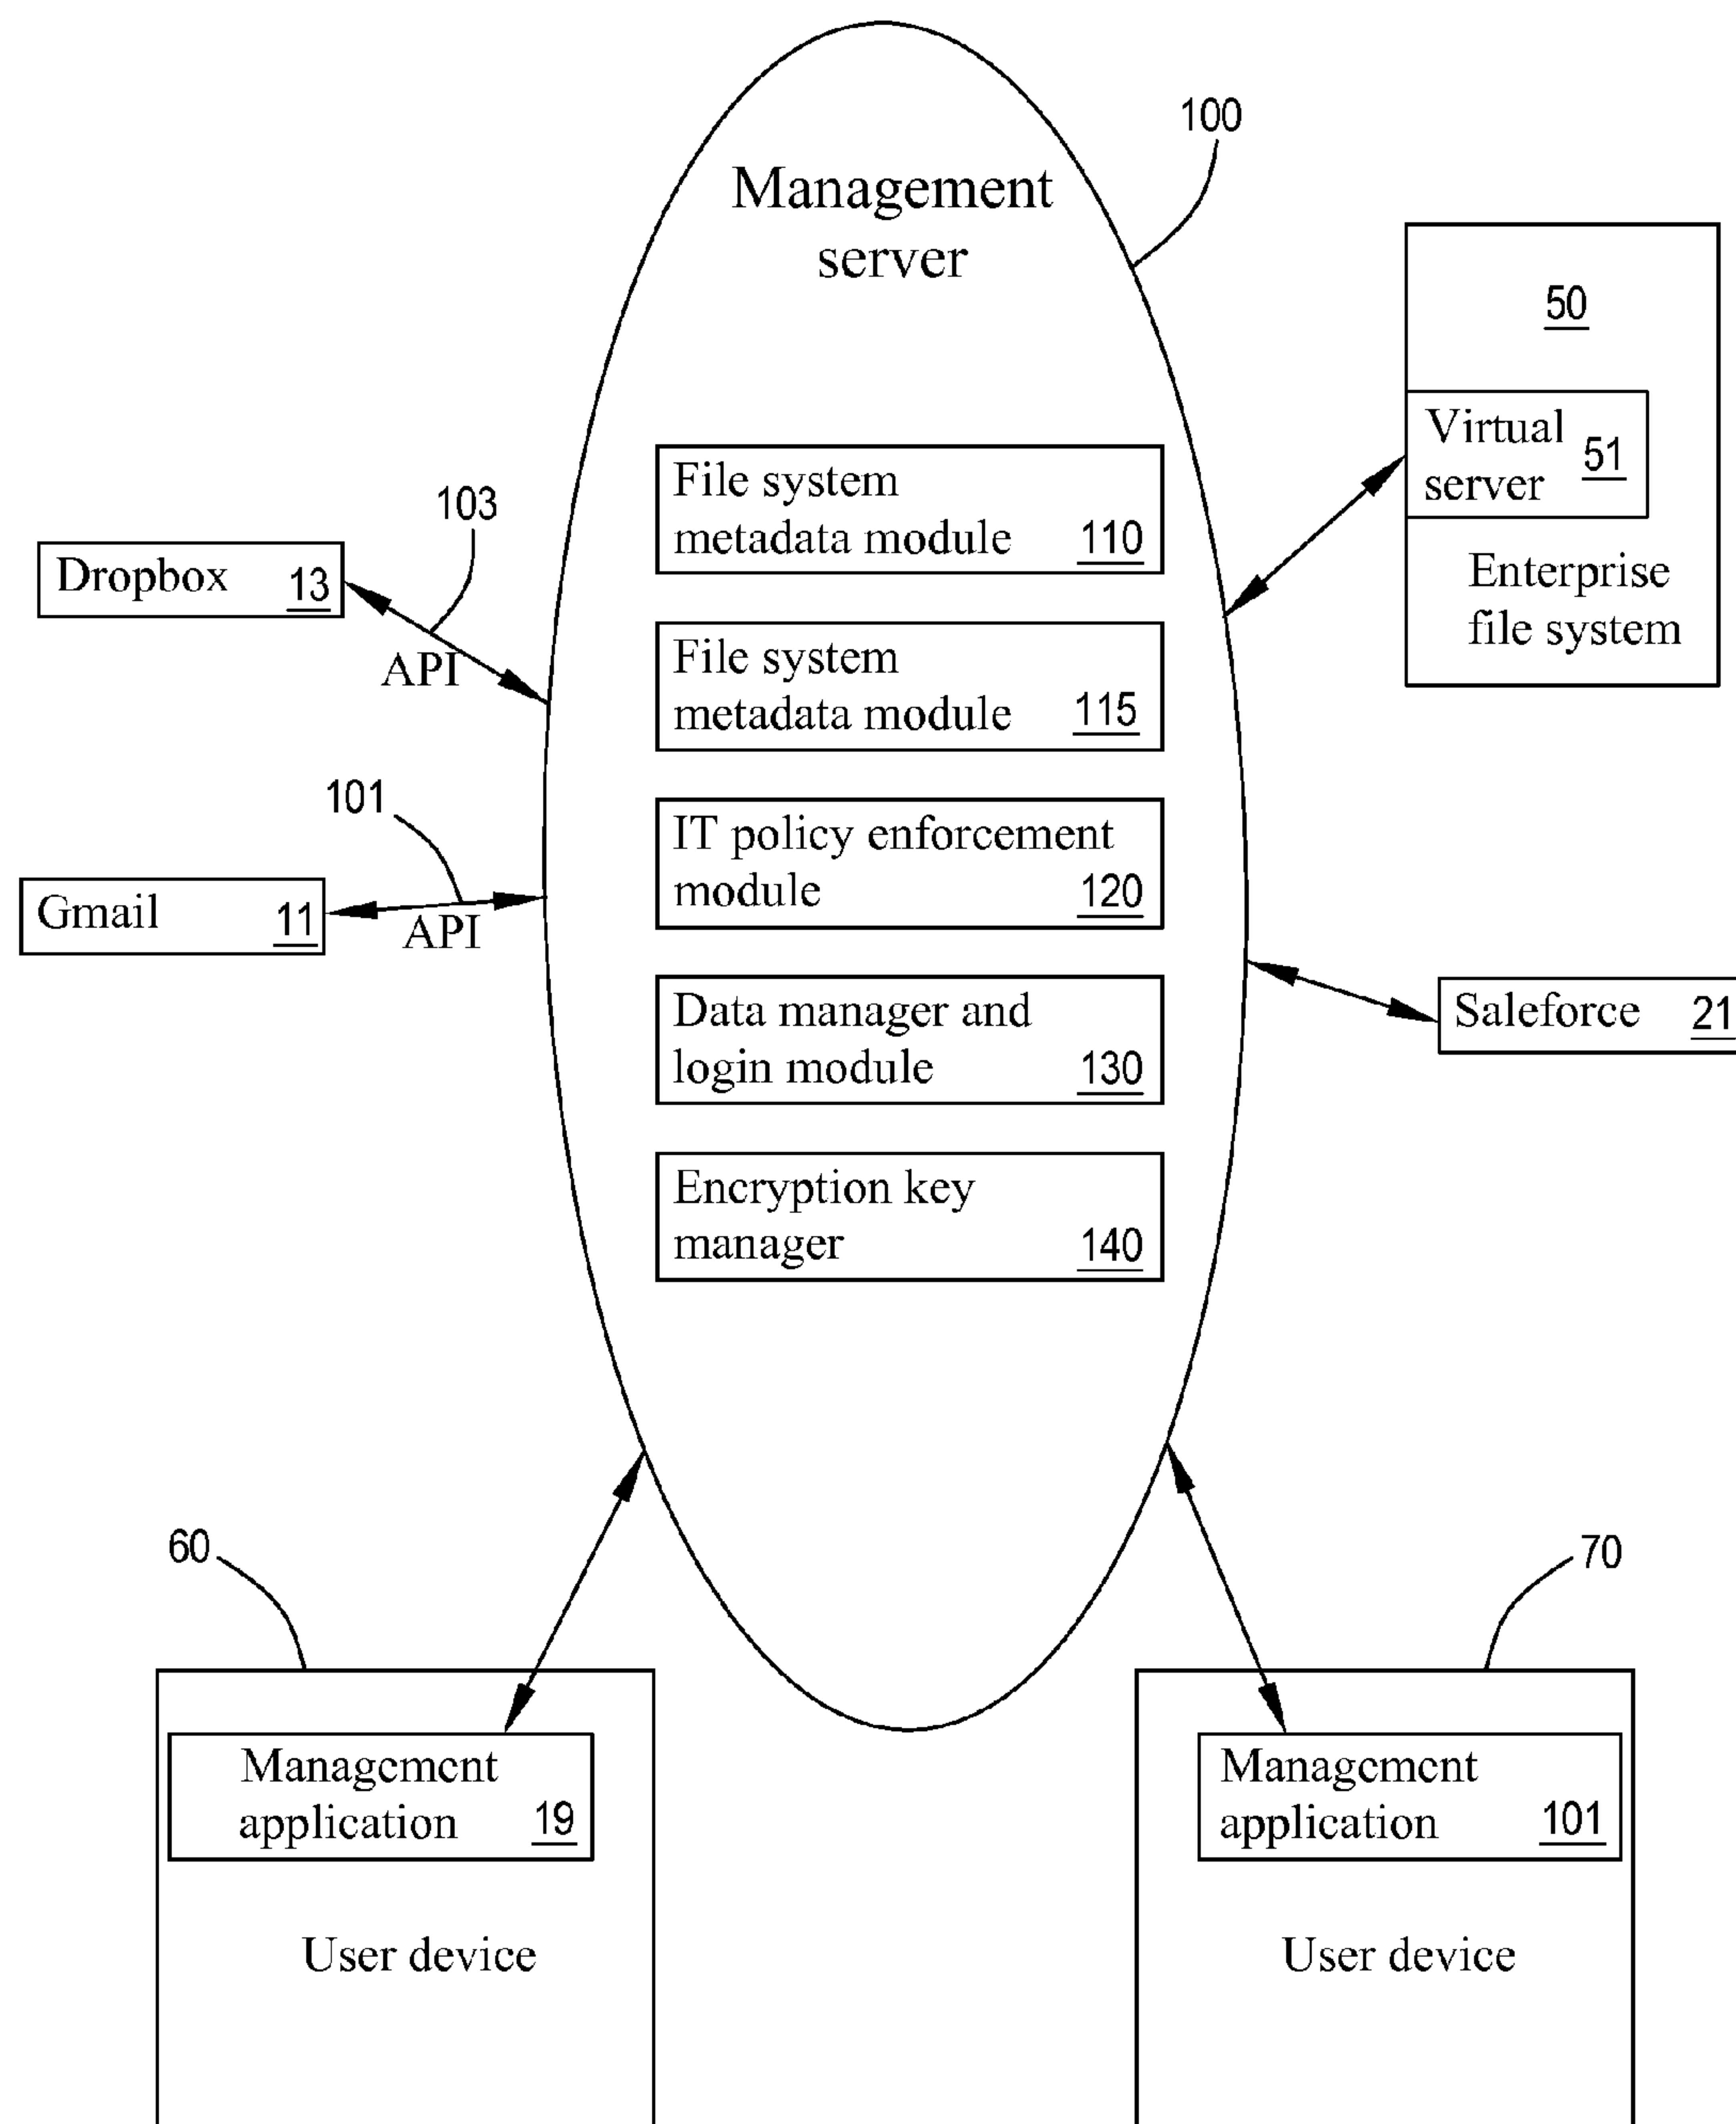 100
Management
server
50
Virtual
server 51
Enterprise
file system
File system
metadata module 110
103
Dropbox 13
API
File system
metadata module 115
101
Gmail 11
API
IT policy enforcement
module 120
Data manager and
login module 130
Saleforce 21
Encryption key
manager 140
60
Management
application 19
User device
70
Management
application 101
User device